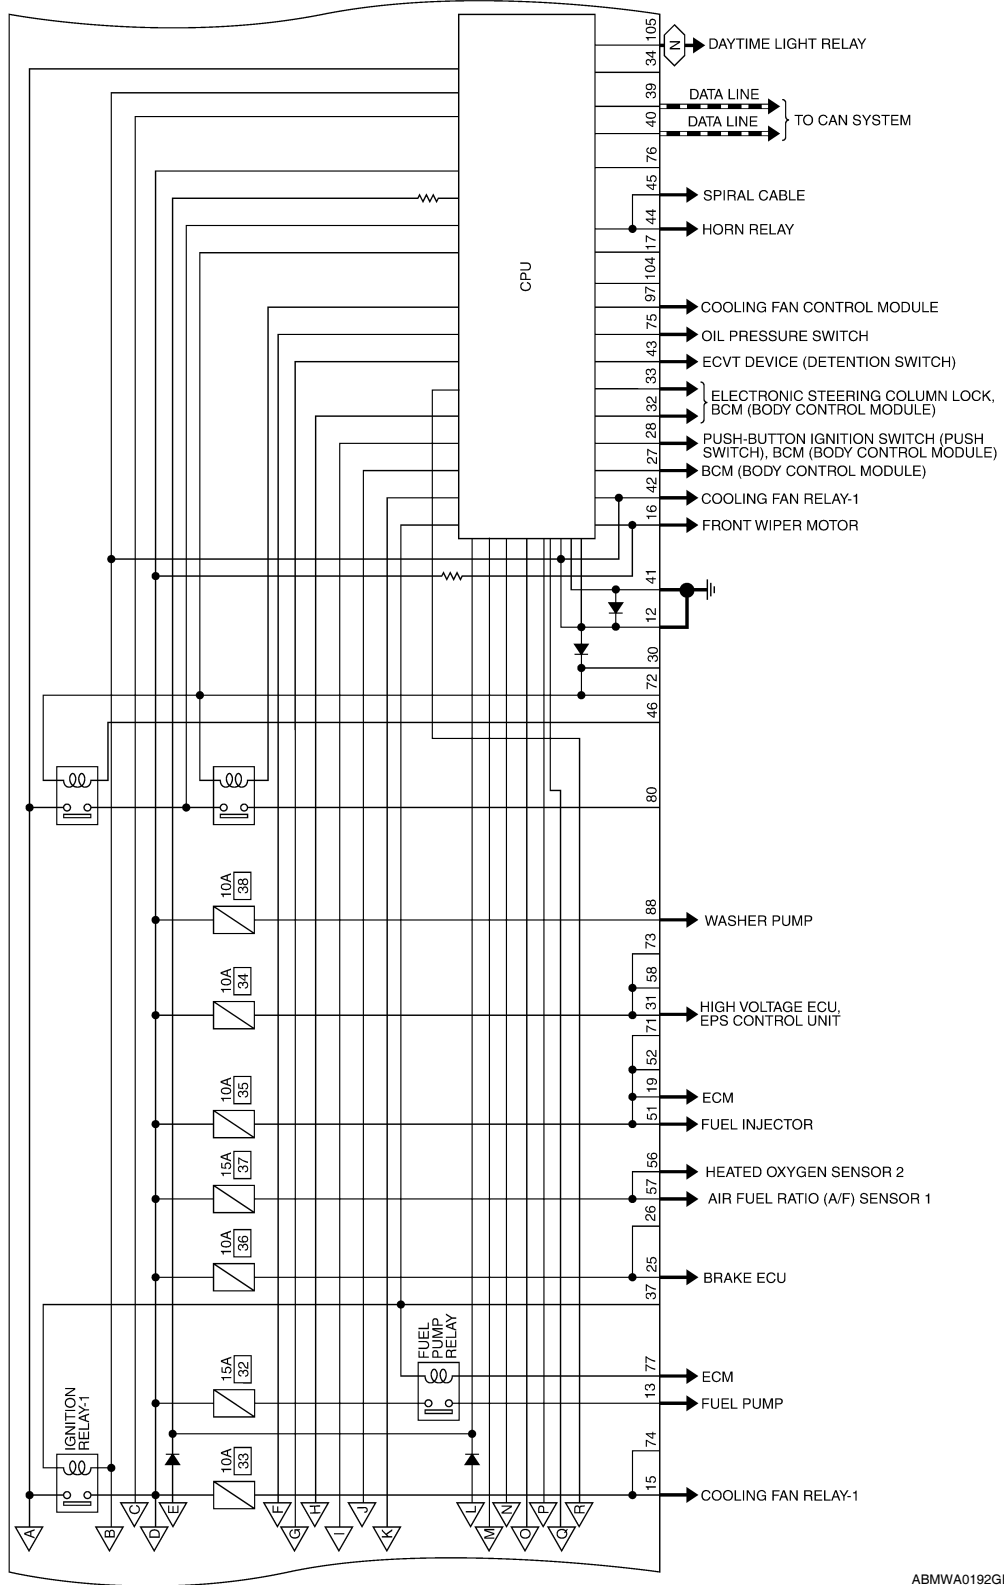 105
N
DAYTIME LIGHT RELAY
34
39
DATA LINE
40
DATA LINE
TO CAN SYSTEM
76
45
SPIRAL CABLE
44
HORN RELAY
17
104
CPU
97
COOLING FAN CONTROL MODULE
75
OIL PRESSURE SWITCH
43
ECVT DEVICE (DETENTION SWITCH)
33
ELECTRONIC STEERING COLUMN LOCK,
BCM (BODY CONTROL MODULE)
32
28
PUSH-BUTTON IGNITION SWITCH (PUSH
SWITCH), BCM (BODY CONTROL MODULE)
27
BCM (BODY CONTROL MODULE)
42
COOLING FAN RELAY-1
16
FRONT WIPER MOTOR
41
12
30
72
46
80
10A
38
88
WASHER PUMP
73
10A
34
58
31
HIGH VOLTAGE ECU,
EPS CONTROL UNIT
71
52
10A
35
19
ECM
51
FUEL INJECTOR
15A
37
56
HEATED OXYGEN SENSOR 2
57
AIR FUEL RATIO (A/F) SENSOR 1
26
10A
36
25
BRAKE ECU
37
FUEL
PUMP
RELAY
15A
32
77
ECM
13
FUEL PUMP
IGNITION
RELAY-1
10A
33
74
15
COOLING FAN RELAY-1
A
B
C
D
E
F
G
H
I
J
K
L
M
N
O
P
Q
R
ABMWA0192GB